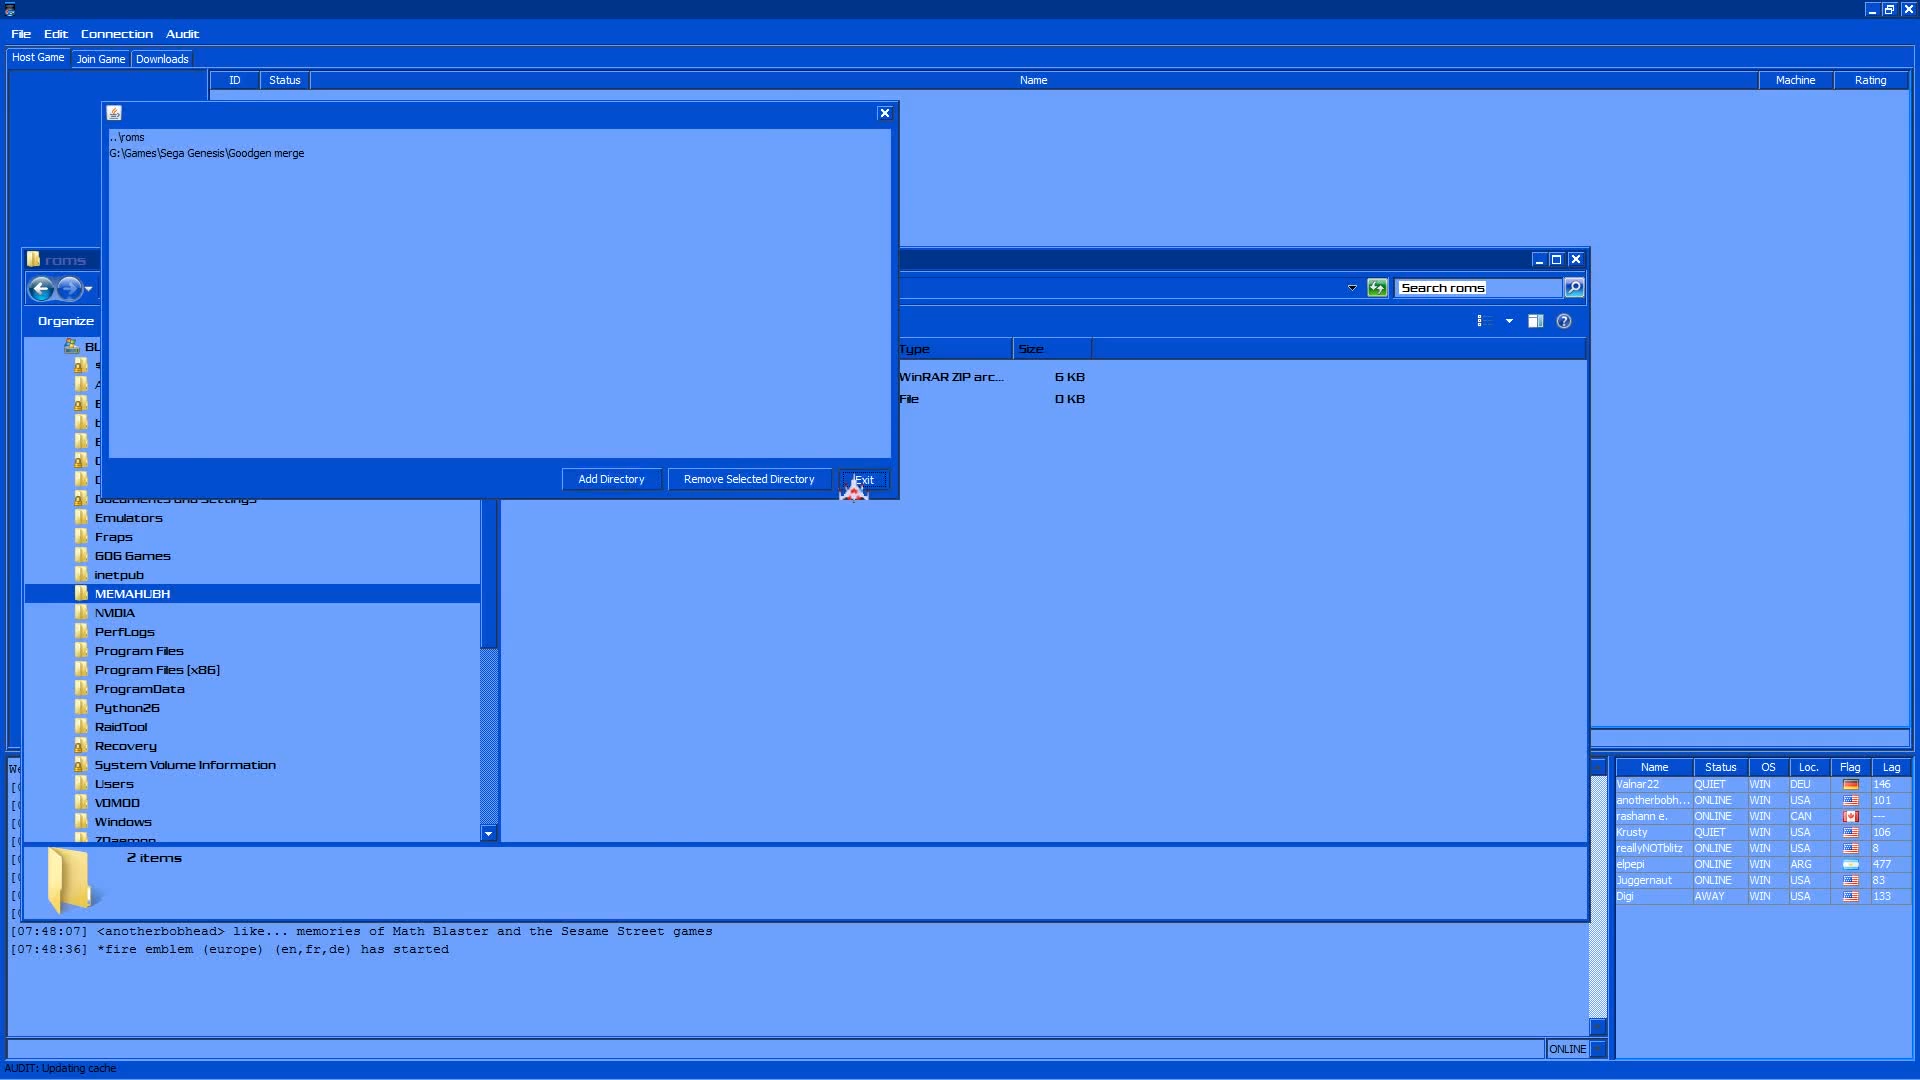 File Edit Connection Audit
Host Game Join Game Downloads
ID Status Name Machine Rating
..\roms
G:\Games\Sega Genesis\Goodgen merge
roms
Search roms
Organize
Type Size
WinRAR ZIP arc... 6 KB
File 0 KB
Add Directory Remove Selected Directory Exit
Documents and Settings
Emulators
Fraps
GOG Games
inetpub
MEMAHUBH
NVIDIA
PerfLogs
Program Files
Program Files (x86)
ProgramData
Python26
RaidTool
Recovery
System Volume Information
Users
VDMOD
Windows
ZDaemon
2 items
Name Status OS Loc. Flag Lag
Valnar22 QUIET WIN DEU 146
anotherbobh... ONLINE WIN USA 101
rashann e. ONLINE WIN CAN ---
Krusty QUIET WIN USA 106
reallyNOTblitz ONLINE WIN USA 8
elpepi ONLINE WIN ARG 477
Juggernaut ONLINE WIN USA 83
Digi AWAY WIN USA 133
[07:48:07] <anotherbobhead> like... memories of Math Blaster and the Sesame Street games
[07:48:36] *fire emblem (europe) (en,fr,de) has started
ONLINE
AUDIT: Updating cache